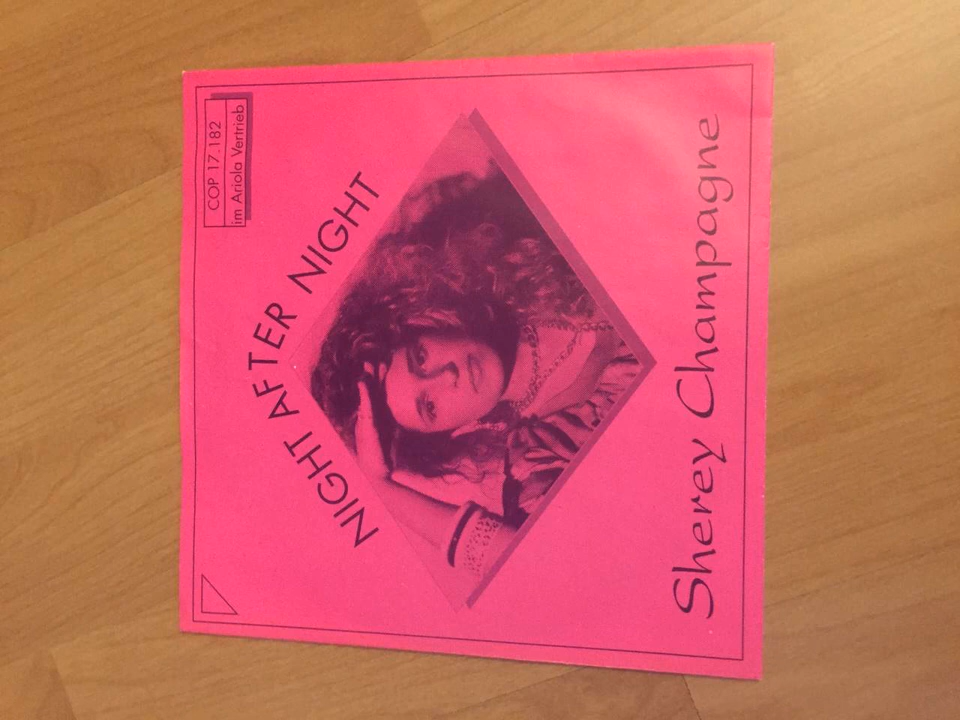 COP 17.182
im Ariola Vertrieb
NIGHT AFTER NIGHT
Sherey Champagne